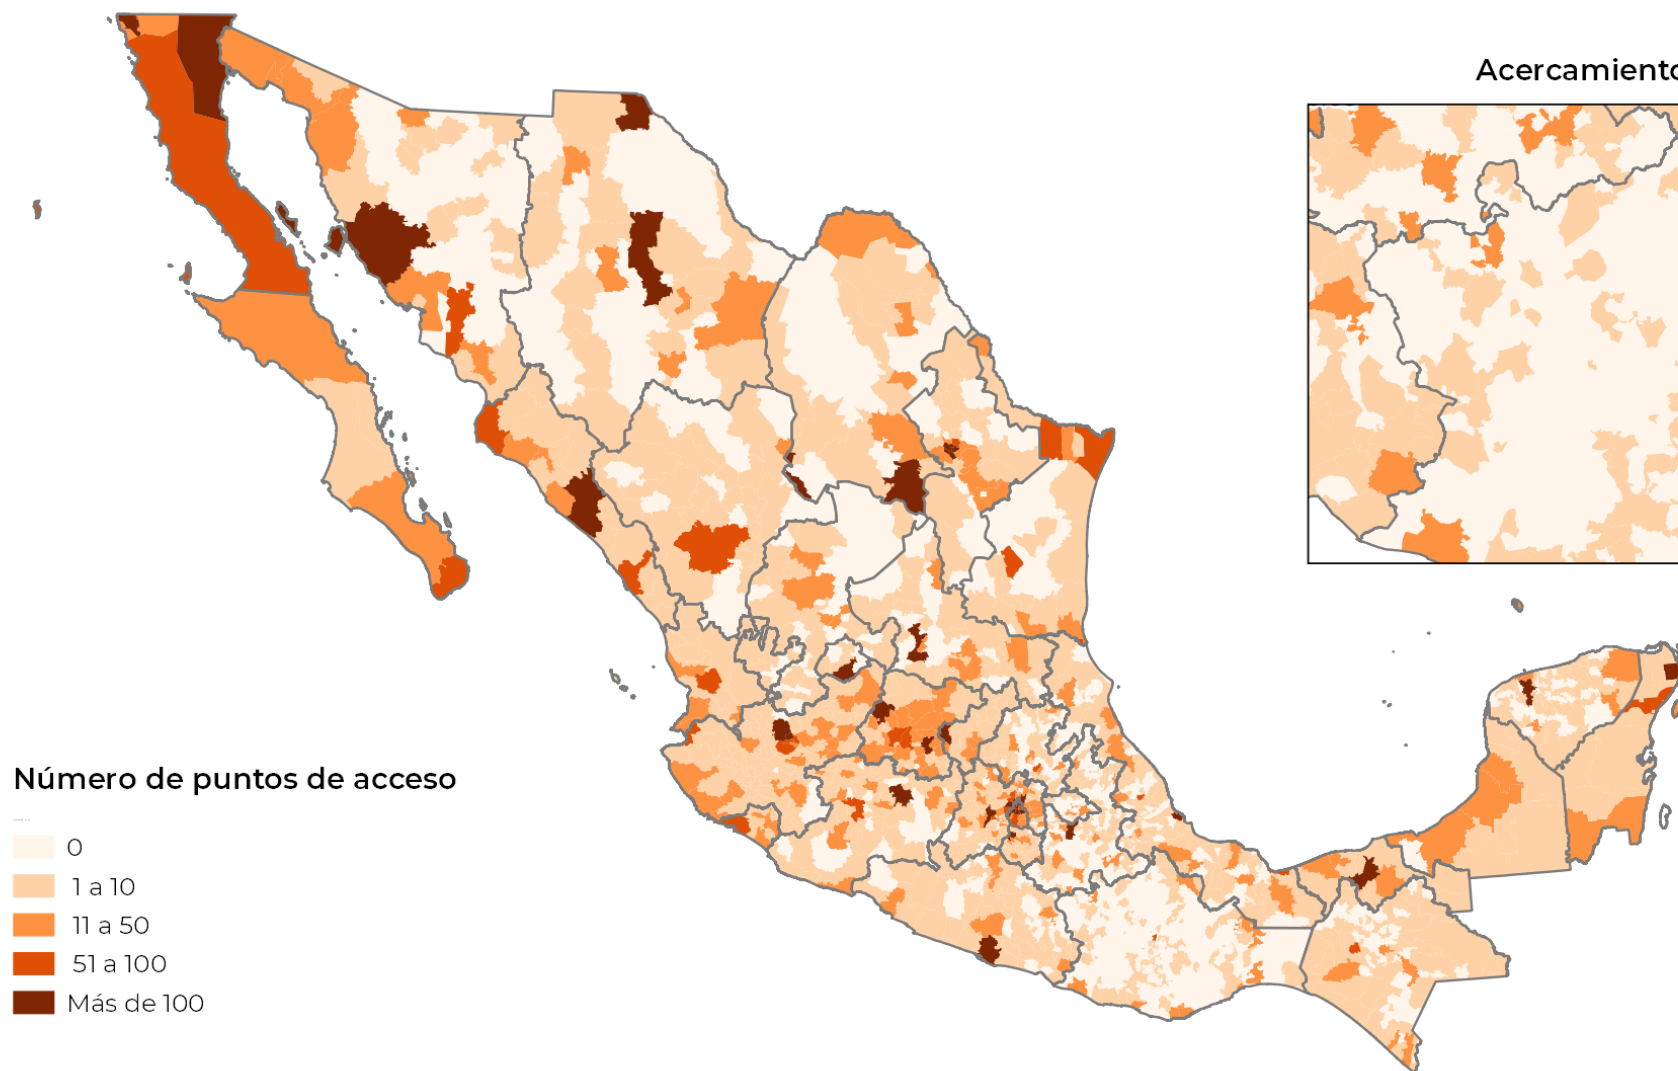 Acercamiento
Número de puntos de acceso
0
1 a 10
11 a 50
51 a 100
Más de 100